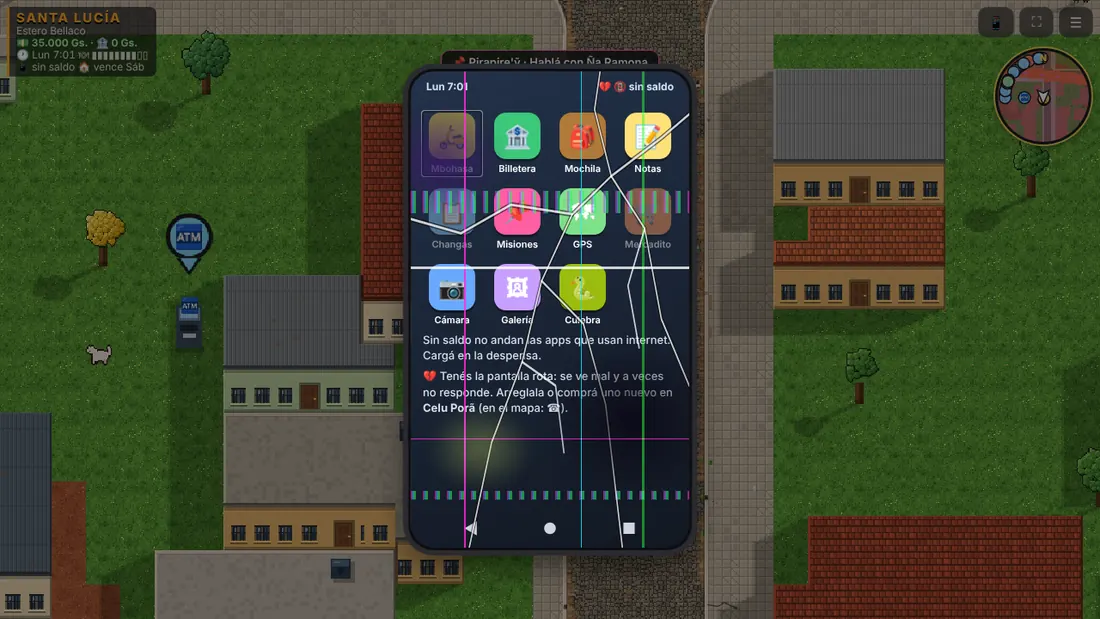 SANTA LUCÍA
Estero Bellaco
35.000 Gs. · 0 Gs.
Lun 7:01
sin saldo vence Sáb
Pirapire'ỹ · Hablá con Ña Ramona
Lun 7:01 sin saldo
Mbohasa Billetera Mochila Notas
Changas Misiones GPS Mercadito
Cámara Galería Culebra
Sin saldo no andan las apps que usan internet.
Cargá en la despensa.
Tenés la pantalla rota: se ve mal y a veces
no responde. Arreglala o comprá uno nuevo en
Celu Porã (en el mapa: ☎).
ATM
ATM
ATM
N